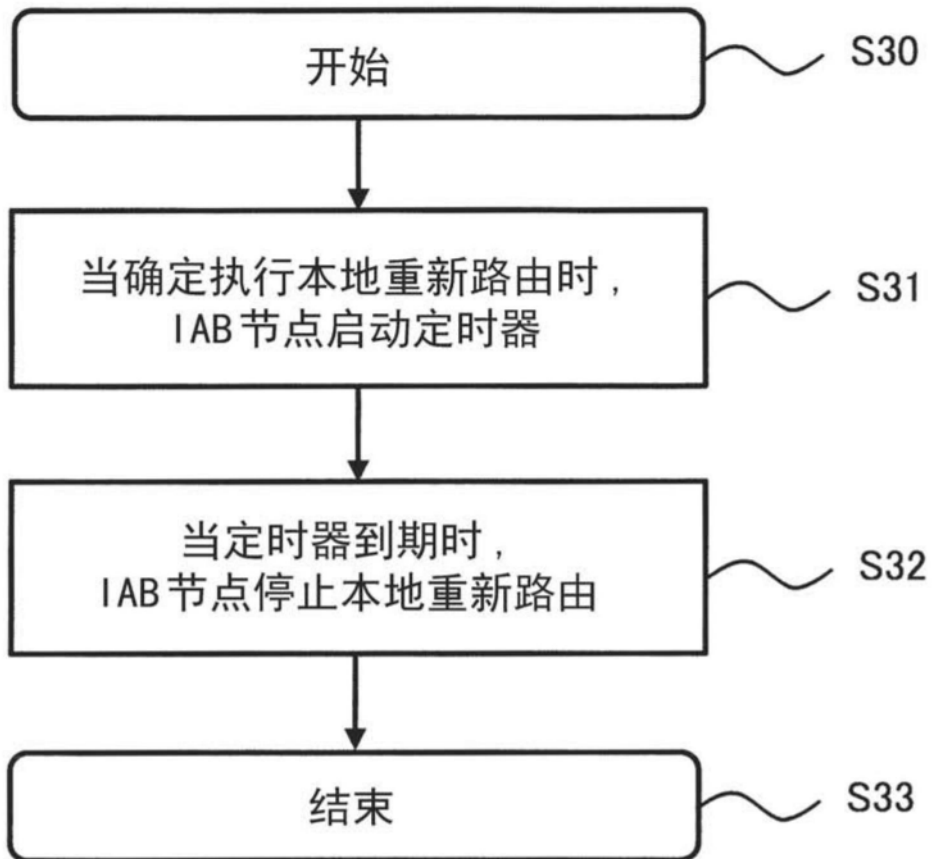 开始
S30
当确定执行本地重新路由时,
IAB节点启动定时器
S31
当定时器到期时,
IAB节点停止本地重新路由
S32
结束
S33